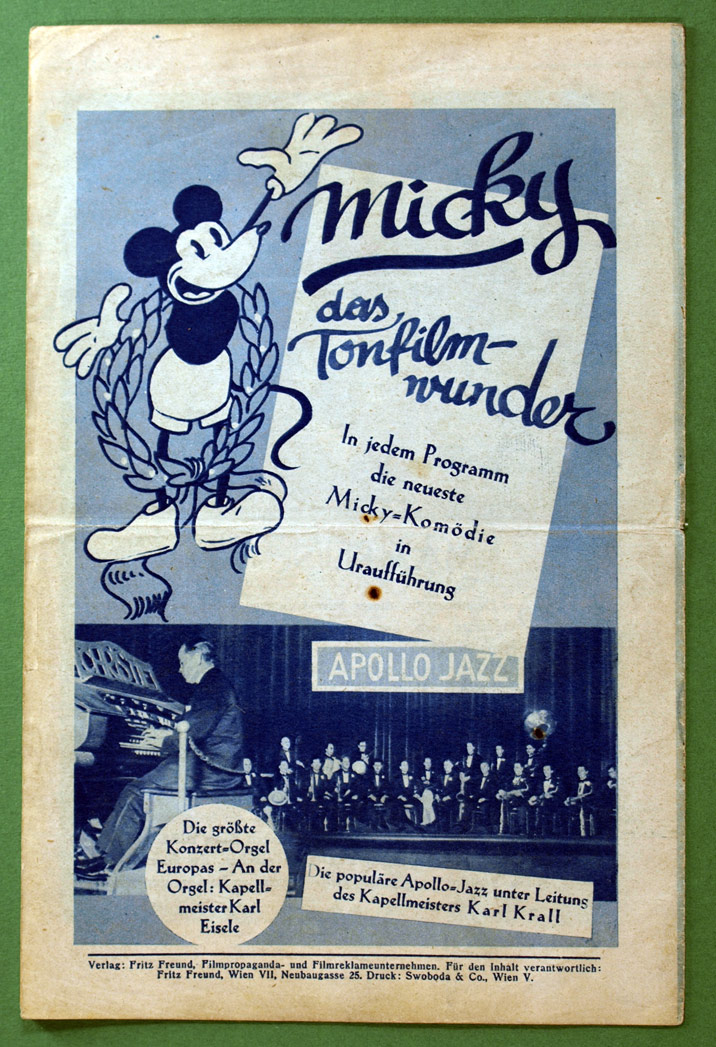 Micky
das
Tonfilm-
wunder
In jedem Programm
die neueste
Micky=Komödie
in
Uraufführung
APOLLO JAZZ
CHRISTIE
Die größte
Konzert=Orgel
Europas – An der
Orgel: Kapell=
meister Karl
Eisele
Die populäre Apollo=Jazz unter Leitung
des Kapellmeisters Karl Krall
Verlag: Fritz Freund, Filmpropaganda- und Filmreklameunternehmen. Für den Inhalt verantwortlich:
Fritz Freund, Wien VII, Neubaugasse 25. Druck: Swoboda & Co., Wien V.